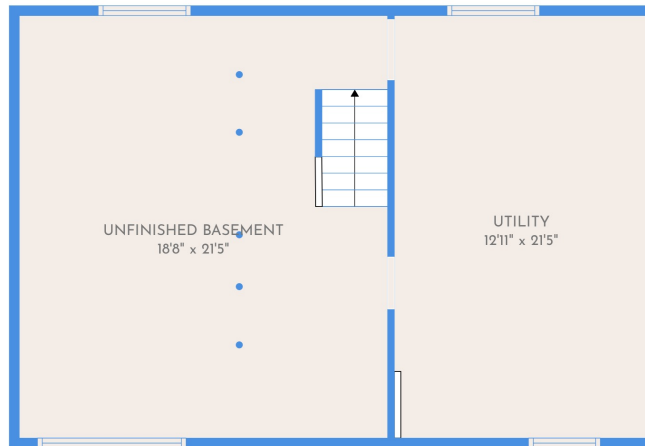 UNFINISHED BASEMENT
18'8" x 21'5"
UTILITY
12'11" x 21'5"